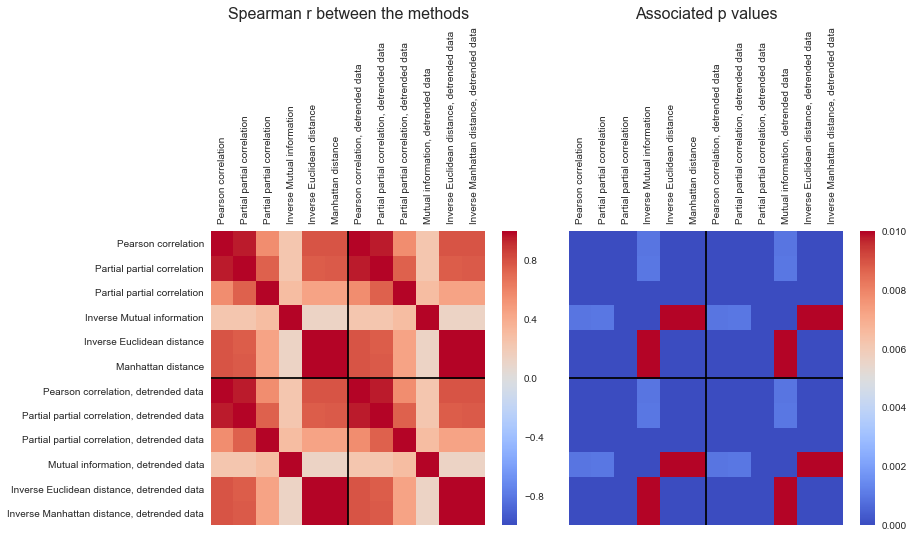 Spearman r between the methods
Associated p values
Pearson correlation
Partial partial correlation
Partial partial correlation
Inverse Mutual information
Inverse Euclidean distance
Manhattan distance
Pearson correlation, detrended data
Partial partial correlation, detrended data
Partial partial correlation, detrended data
Mutual information, detrended data
Inverse Euclidean distance, detrended data
Inverse Manhattan distance, detrended data
Pearson correlation
Partial partial correlation
Partial partial correlation
Inverse Mutual information
Inverse Euclidean distance
Manhattan distance
Pearson correlation, detrended data
Partial partial correlation, detrended data
Partial partial correlation, detrended data
Mutual information, detrended data
Inverse Euclidean distance, detrended data
Inverse Manhattan distance, detrended data
Pearson correlation
Partial partial correlation
Partial partial correlation
Inverse Mutual information
Inverse Euclidean distance
Manhattan distance
Pearson correlation, detrended data
Partial partial correlation, detrended data
Partial partial correlation, detrended data
Mutual information, detrended data
Inverse Euclidean distance, detrended data
Inverse Manhattan distance, detrended data
0.8
0.4
0.0
−0.4
−0.8
0.010
0.008
0.006
0.004
0.002
0.000